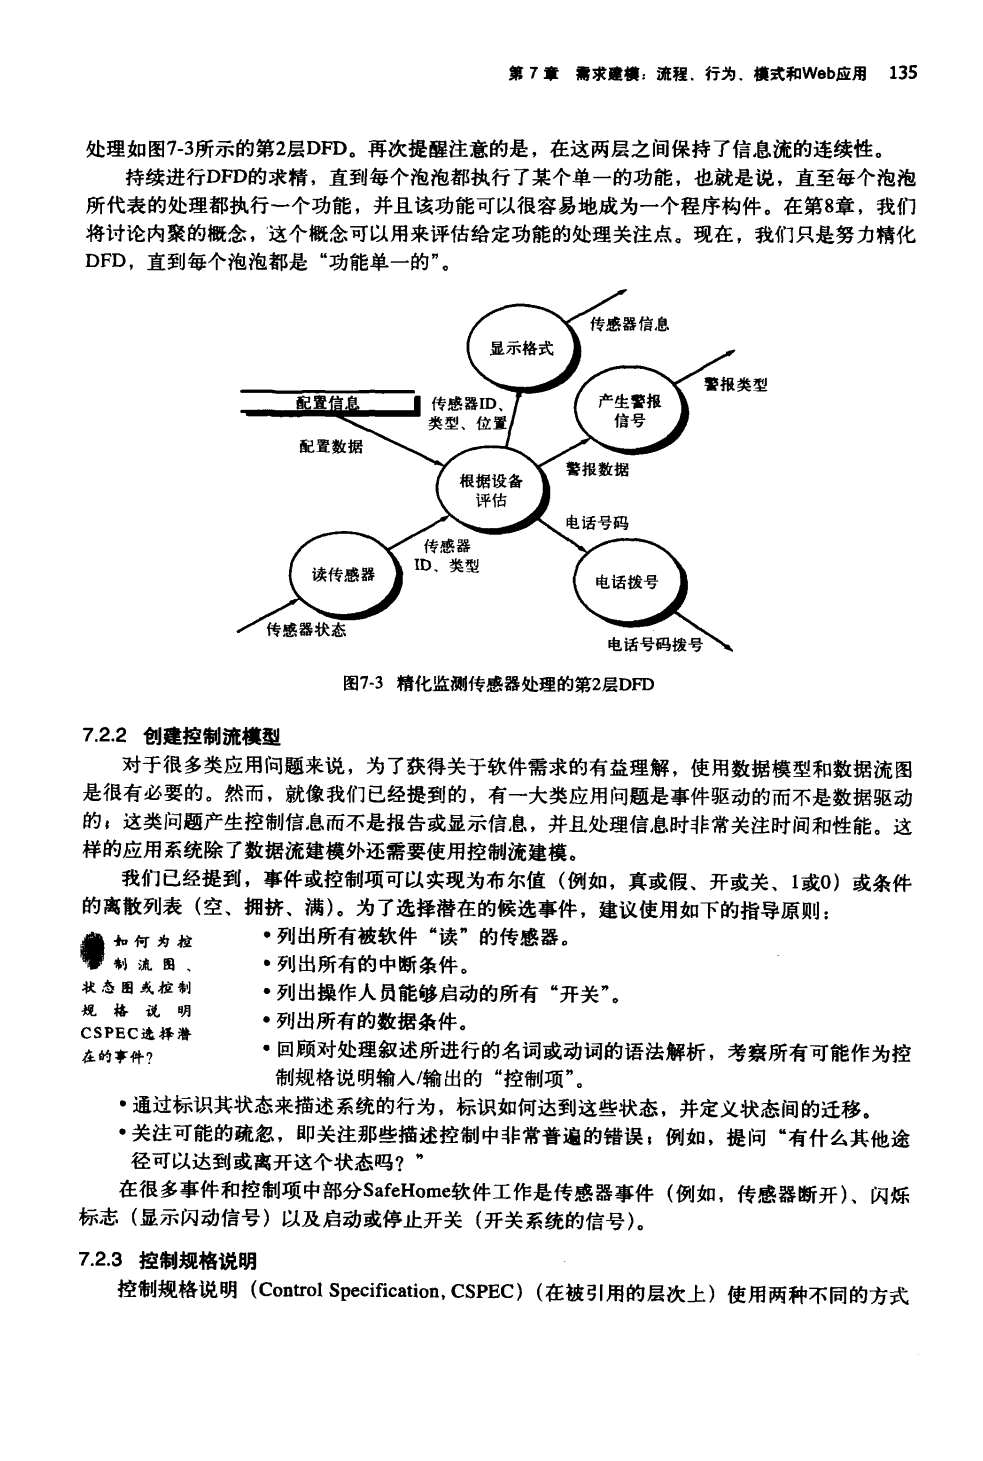 第7章 需求建模：流程、行为、模式和Web应用 135
处理如图7-3所示的第2层DFD。再次提醒注意的是，在这两层之间保持了信息流的连续性。
持续进行DFD的求精，直到每个泡泡都执行了某个单一的功能，也就是说，直至每个泡泡
所代表的处理都执行一个功能，并且该功能可以很容易地成为一个程序构件。在第8章，我们
将讨论内聚的概念，这个概念可以用来评估给定功能的处理关注点。现在，我们只是努力精化
DFD，直到每个泡泡都是“功能单一的”。
传感器信息
显示格式
警报类型
配置信息
传感器ID、
类型、位置
产生警报
信号
配置数据
警报数据
根据设备
评估
电话号码
传感器
ID、类型
读传感器
电话拨号
传感器状态
电话号码拨号
图7-3 精化监测传感器处理的第2层DFD
7.2.2 创建控制流模型
对于很多类应用问题来说，为了获得关于软件需求的有益理解，使用数据模型和数据流图
是很有必要的。然而，就像我们已经提到的，有一大类应用问题是事件驱动的而不是数据驱动
的；这类问题产生控制信息而不是报告或显示信息，并且处理信息时非常关注时间和性能。这
样的应用系统除了数据流建模外还需要使用控制流建模。
我们已经提到，事件或控制项可以实现为布尔值（例如，真或假、开或关、1或0）或条件
的离散列表（空、拥挤、满）。为了选择潜在的候选事件，建议使用如下的指导原则：
如何为控
制流图、
状态图或控制
规格说明
CSPEC选择潜
在的事件？
• 列出所有被软件“读”的传感器。
• 列出所有的中断条件。
• 列出操作人员能够启动的所有“开关”。
• 列出所有的数据条件。
• 回顾对处理叙述所进行的名词或动词的语法解析，考察所有可能作为控
制规格说明输入/输出的“控制项”。
• 通过标识其状态来描述系统的行为，标识如何达到这些状态，并定义状态间的迁移。
• 关注可能的疏忽，即关注那些描述控制中非常普遍的错误；例如，提问“有什么其他途
径可以达到或离开这个状态吗？”
在很多事件和控制项中部分SafeHome软件工作是传感器事件（例如，传感器断开）、闪烁
标志（显示闪动信号）以及启动或停止开关（开关系统的信号）。
7.2.3 控制规格说明
控制规格说明（Control Specification, CSPEC）（在被引用的层次上）使用两种不同的方式